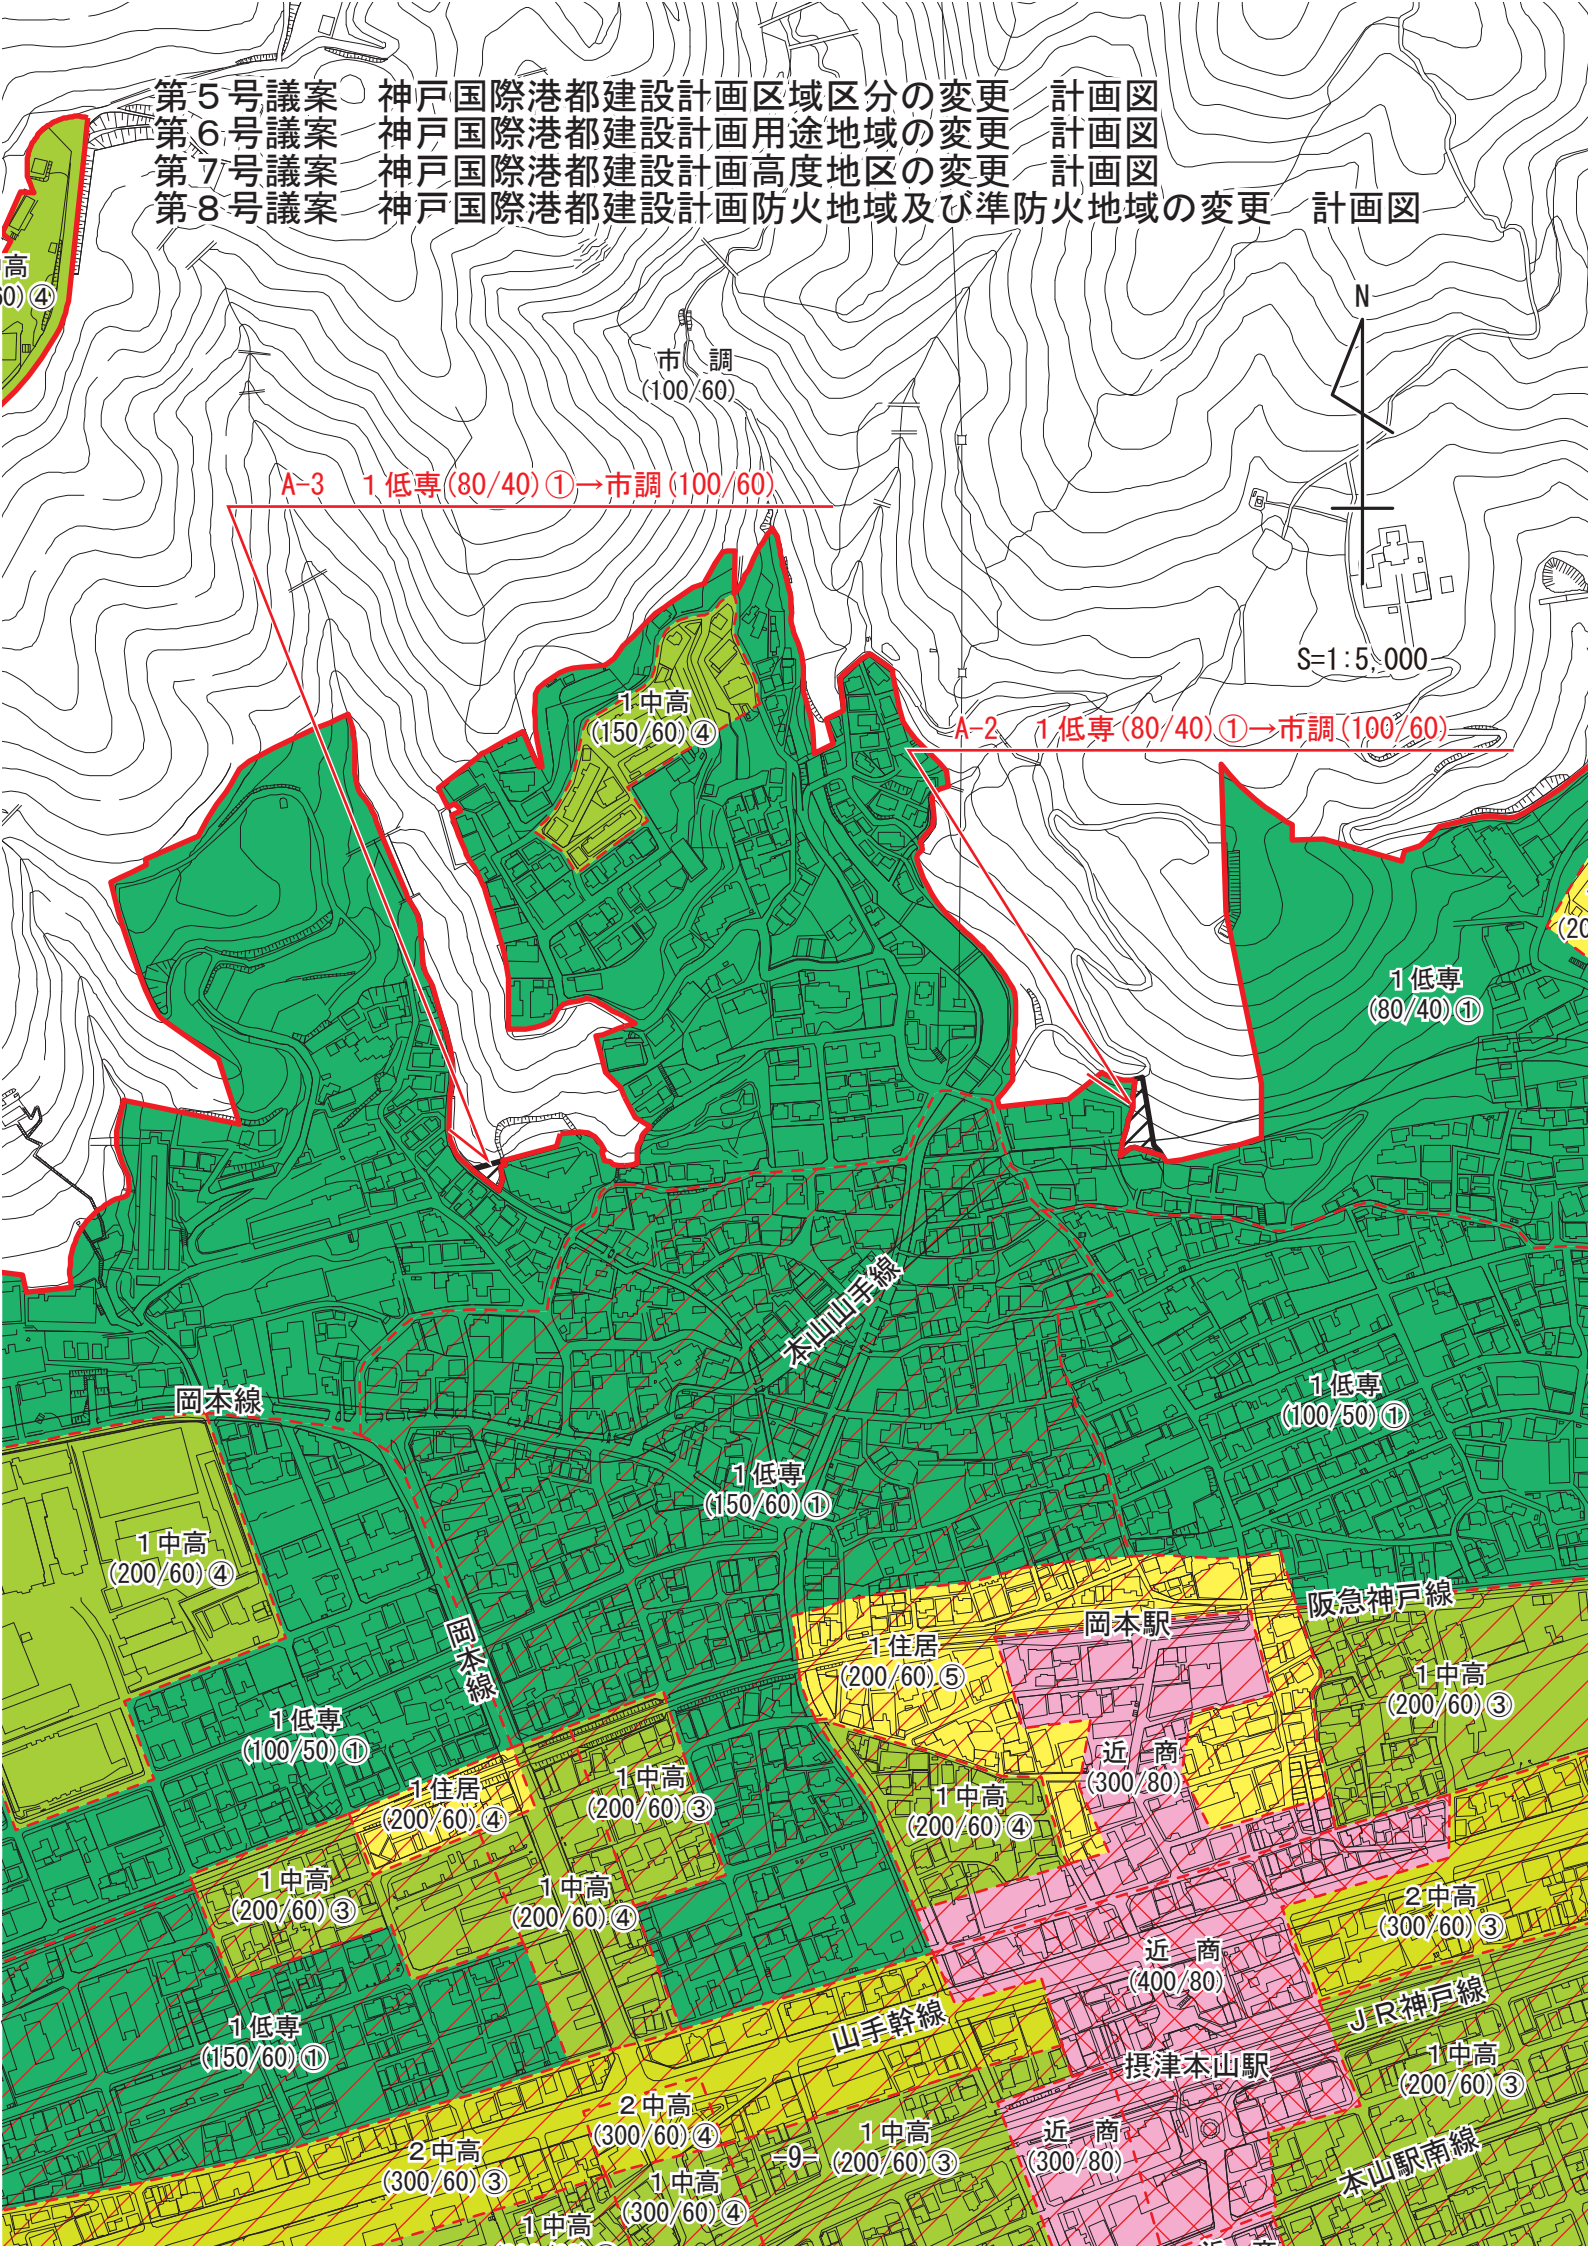 第５号議案　神戸国際港都建設計画区域区分の変更　計画図
第６号議案　神戸国際港都建設計画用途地域の変更　計画図
第７号議案　神戸国際港都建設計画高度地区の変更　計画図
第８号議案　神戸国際港都建設計画防火地域及び準防火地域の変更　計画図
高
60)④
N
市　調
(100/60)
A-3　１低専(80/40)①→市調(100/60)
S=1:5,000
１中高
(150/60)④
A-2　１低専(80/40)①→市調(100/60)
(20
１低専
(80/40)①
本山山手線
岡本線
１低専
(100/50)①
１低専
(150/60)①
１中高
(200/60)④
岡本線
阪急神戸線
岡本駅
１住居
(200/60)⑤
１中高
(200/60)③
１低専
(100/50)①
近　商
(300/80)
１住居
(200/60)④
１中高
(200/60)③
１中高
(200/60)④
１中高
(200/60)③
１中高
(200/60)④
２中高
(300/60)③
近　商
(400/80)
ＪＲ神戸線
山手幹線
１低専
(150/60)①
摂津本山駅
１中高
(200/60)③
２中高
(300/60)④
２中高
(300/60)③
-9-
１中高
(200/60)③
近　商
(300/80)
本山駅南線
１中高
(300/60)④
１中高
近　商